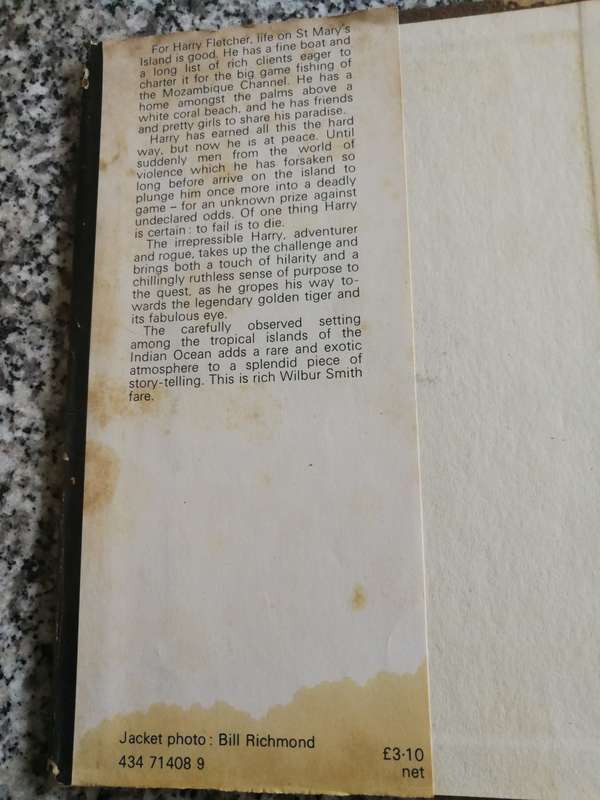 For Harry Fletcher, life on St Mary's
Island is good. He has a fine boat and
a long list of rich clients eager to
charter it for the big game fishing of
the Mozambique Channel. He has a
home amongst the palms above a
white coral beach, and he has friends
and pretty girls to share his paradise.
Harry has earned all this the hard
way, but now he is at peace. Until
suddenly men from the world of
violence which he has forsaken so
long before arrive on the island to
plunge him once more into a deadly
game – for an unknown prize against
undeclared odds. Of one thing Harry
is certain: to fail is to die.
The irrepressible Harry, adventurer
and rogue, takes up the challenge and
brings both a touch of hilarity and a
chillingly ruthless sense of purpose to
the quest, as he gropes his way to-
wards the legendary golden tiger and
its fabulous eye.
The carefully observed setting
among the tropical islands of the
Indian Ocean adds a rare and exotic
atmosphere to a splendid piece of
story-telling. This is rich Wilbur Smith
fare.
Jacket photo: Bill Richmond
434 71408 9
£3·10
net